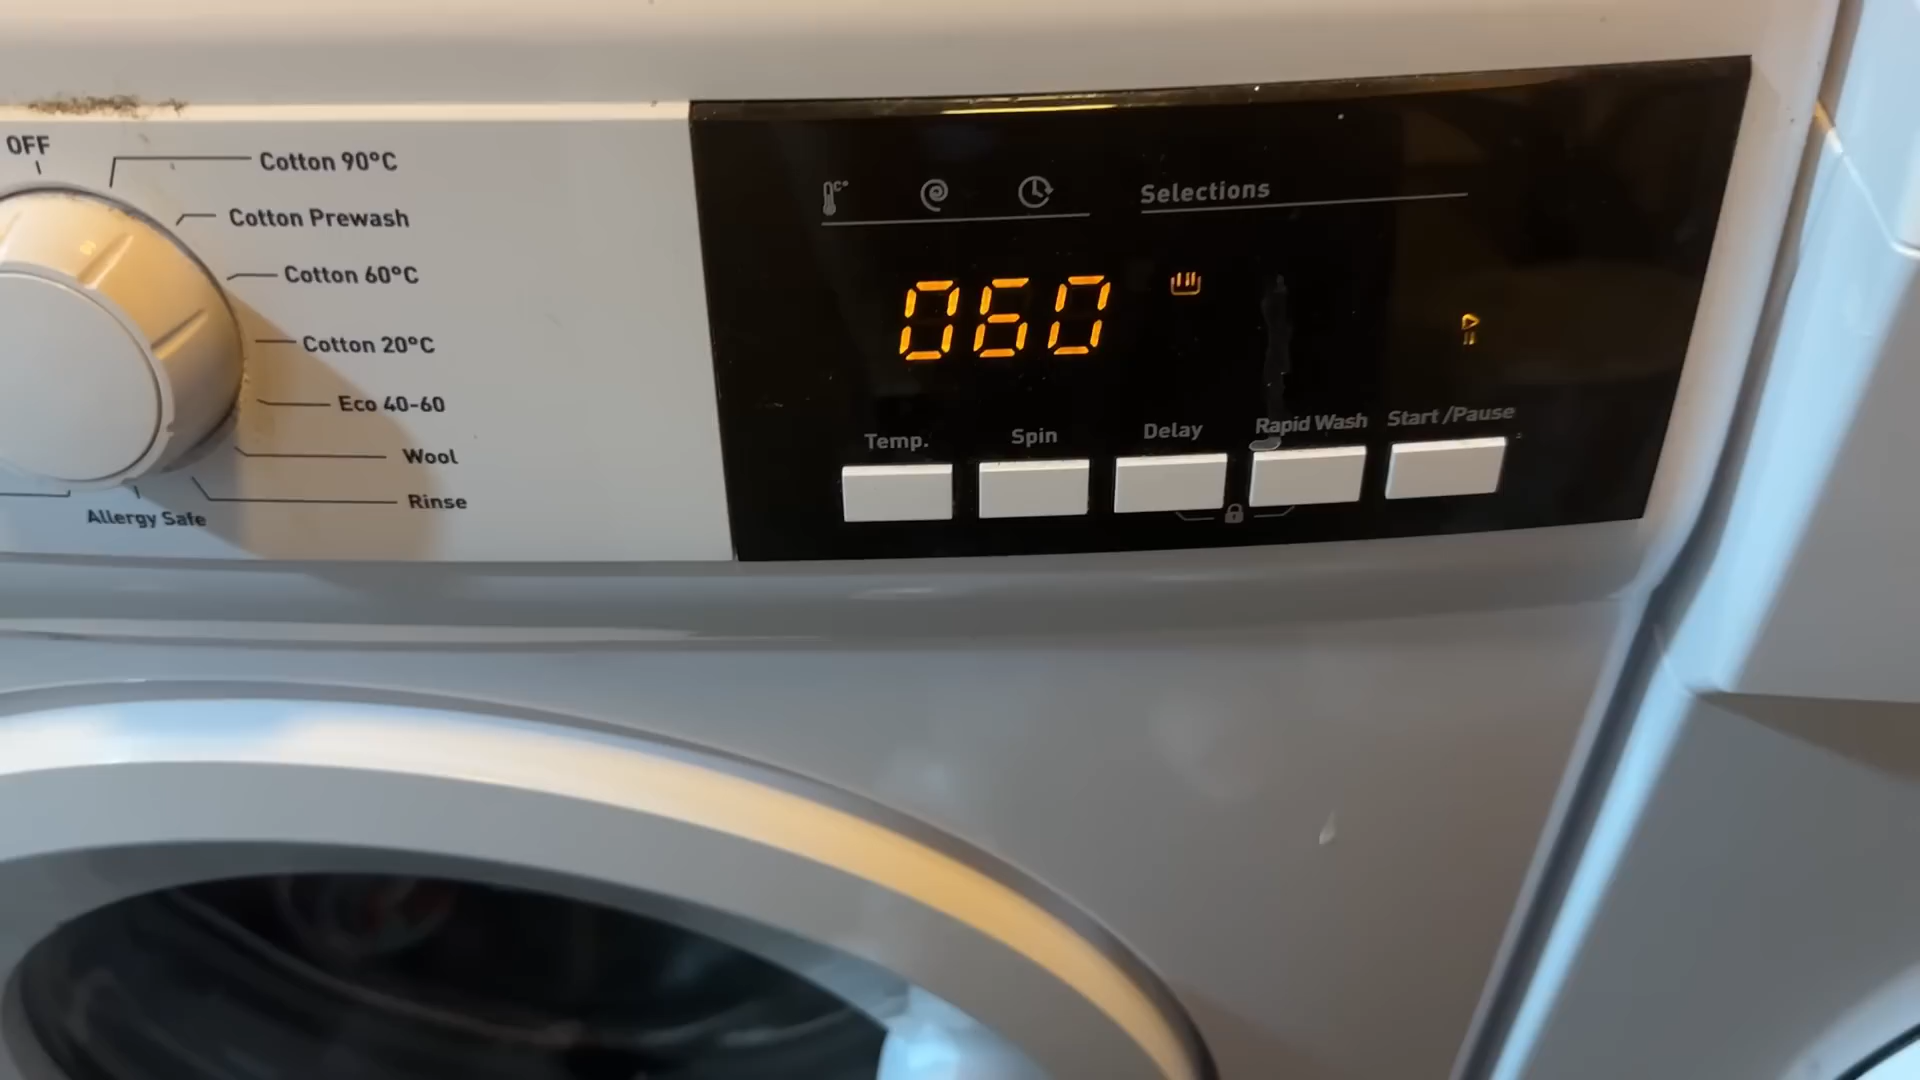 OFF
Cotton 90°C
Cotton Prewash
Cotton 60°C
Cotton 20°C
Eco 40-60
Wool
Rinse
Allergy Safe
C°
Selections
060
Temp.
Spin
Delay
Rapid Wash
Start /Pause